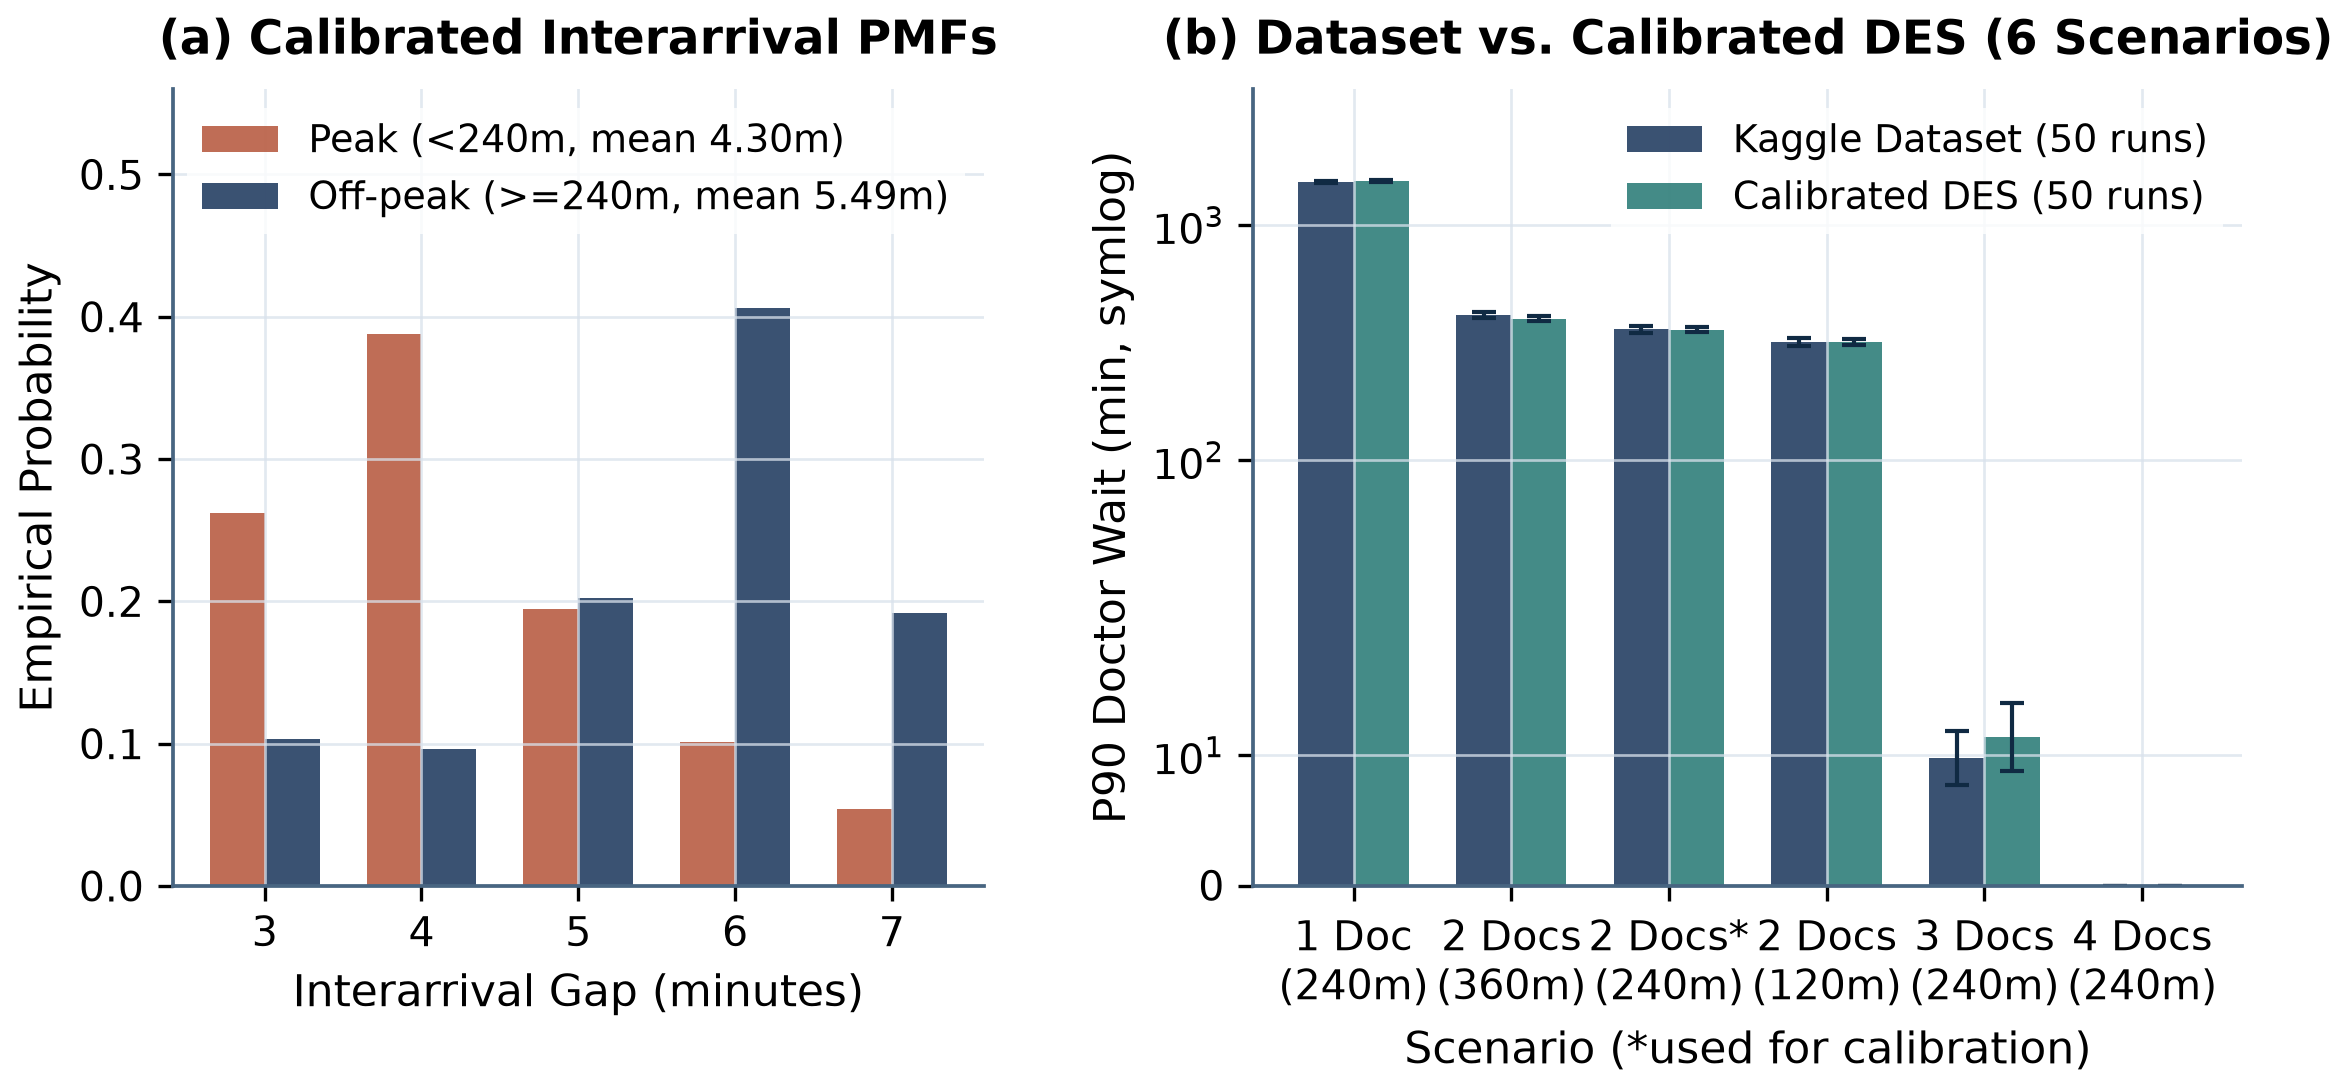 (a) Calibrated Interarrival PMFs
Peak (<240m, mean 4.30m)
Off-peak (>=240m, mean 5.49m)
Empirical Probability
0.5
0.4
0.3
0.2
0.1
0.0
3 4 5 6 7
Interarrival Gap (minutes)
(b) Dataset vs. Calibrated DES (6 Scenarios)
Kaggle Dataset (50 runs)
Calibrated DES (50 runs)
P90 Doctor Wait (min, symlog)
10³
10²
10¹
0
1 Doc 2 Docs 2 Docs* 2 Docs 3 Docs 4 Docs
(240m) (360m) (240m) (120m) (240m) (240m)
Scenario (*used for calibration)